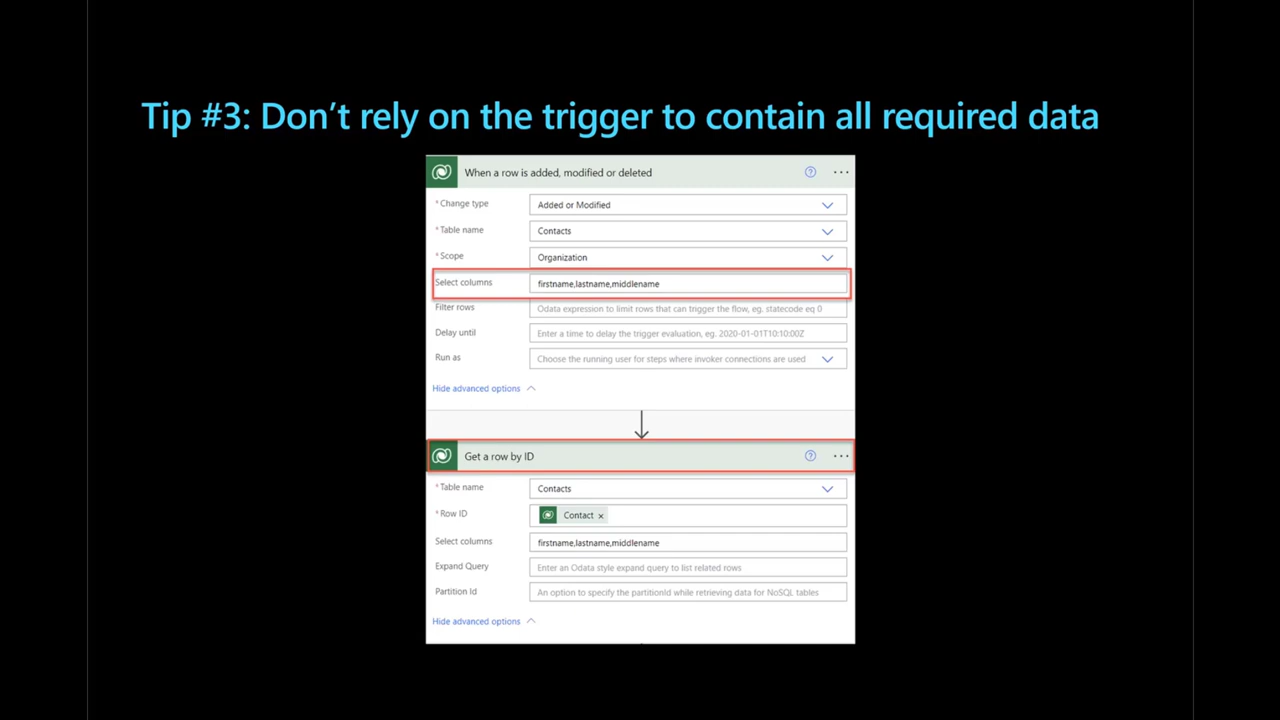 Tip #3: Don’t rely on the trigger to contain all required data
When a row is added, modified or deleted
* Change type Added or Modified
* Table name Contacts
* Scope Organization
Select columns firstname,lastname,middlename
Filter rows Odata expression to limit rows that can trigger the flow, eg. statecode eq 0
Delay until Enter a time to delay the trigger evaluation, eg. 2020-01-01T10:10:00Z
Run as Choose the running user for steps where invoker connections are used
Hide advanced options
Get a row by ID
* Table name Contacts
* Row ID Contact ×
Select columns firstname,lastname,middlename
Expand Query Enter an Odata style expand query to list related rows
Partition Id An option to specify the partitionId while retrieving data for NoSQL tables
Hide advanced options